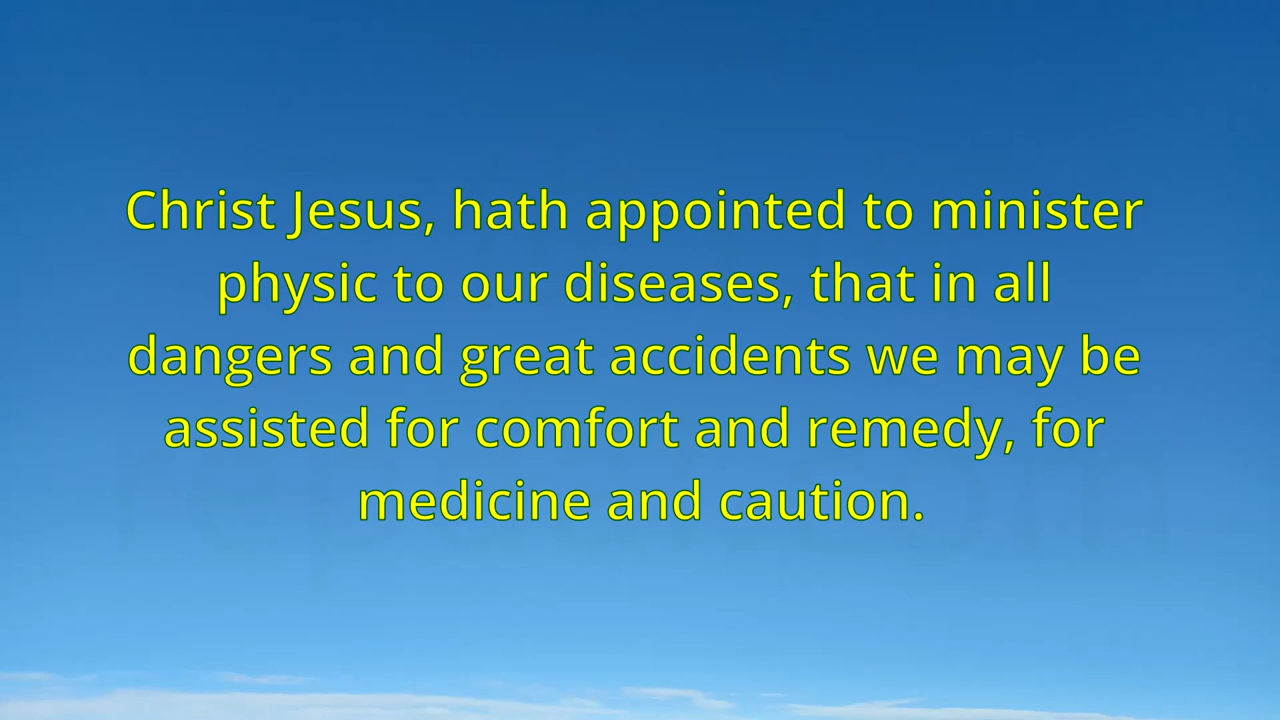 Christ Jesus, hath appointed to minister
physic to our diseases, that in all
dangers and great accidents we may be
assisted for comfort and remedy, for
medicine and caution.